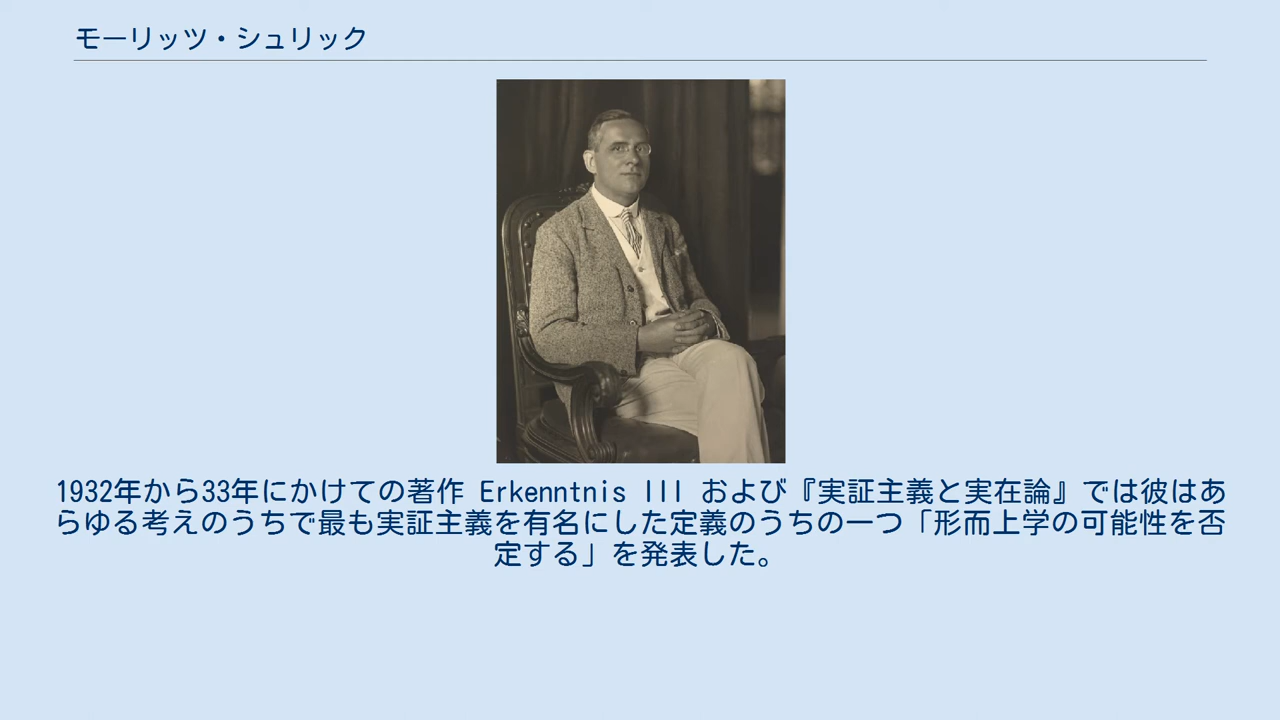 モーリッツ・シュリック
1932年から33年にかけての著作 Erkenntnis III および『実証主義と実在論』では彼はあ
らゆる考えのうちで最も実証主義を有名にした定義のうちの一つ「形而上学の可能性を否
定する」を発表した。